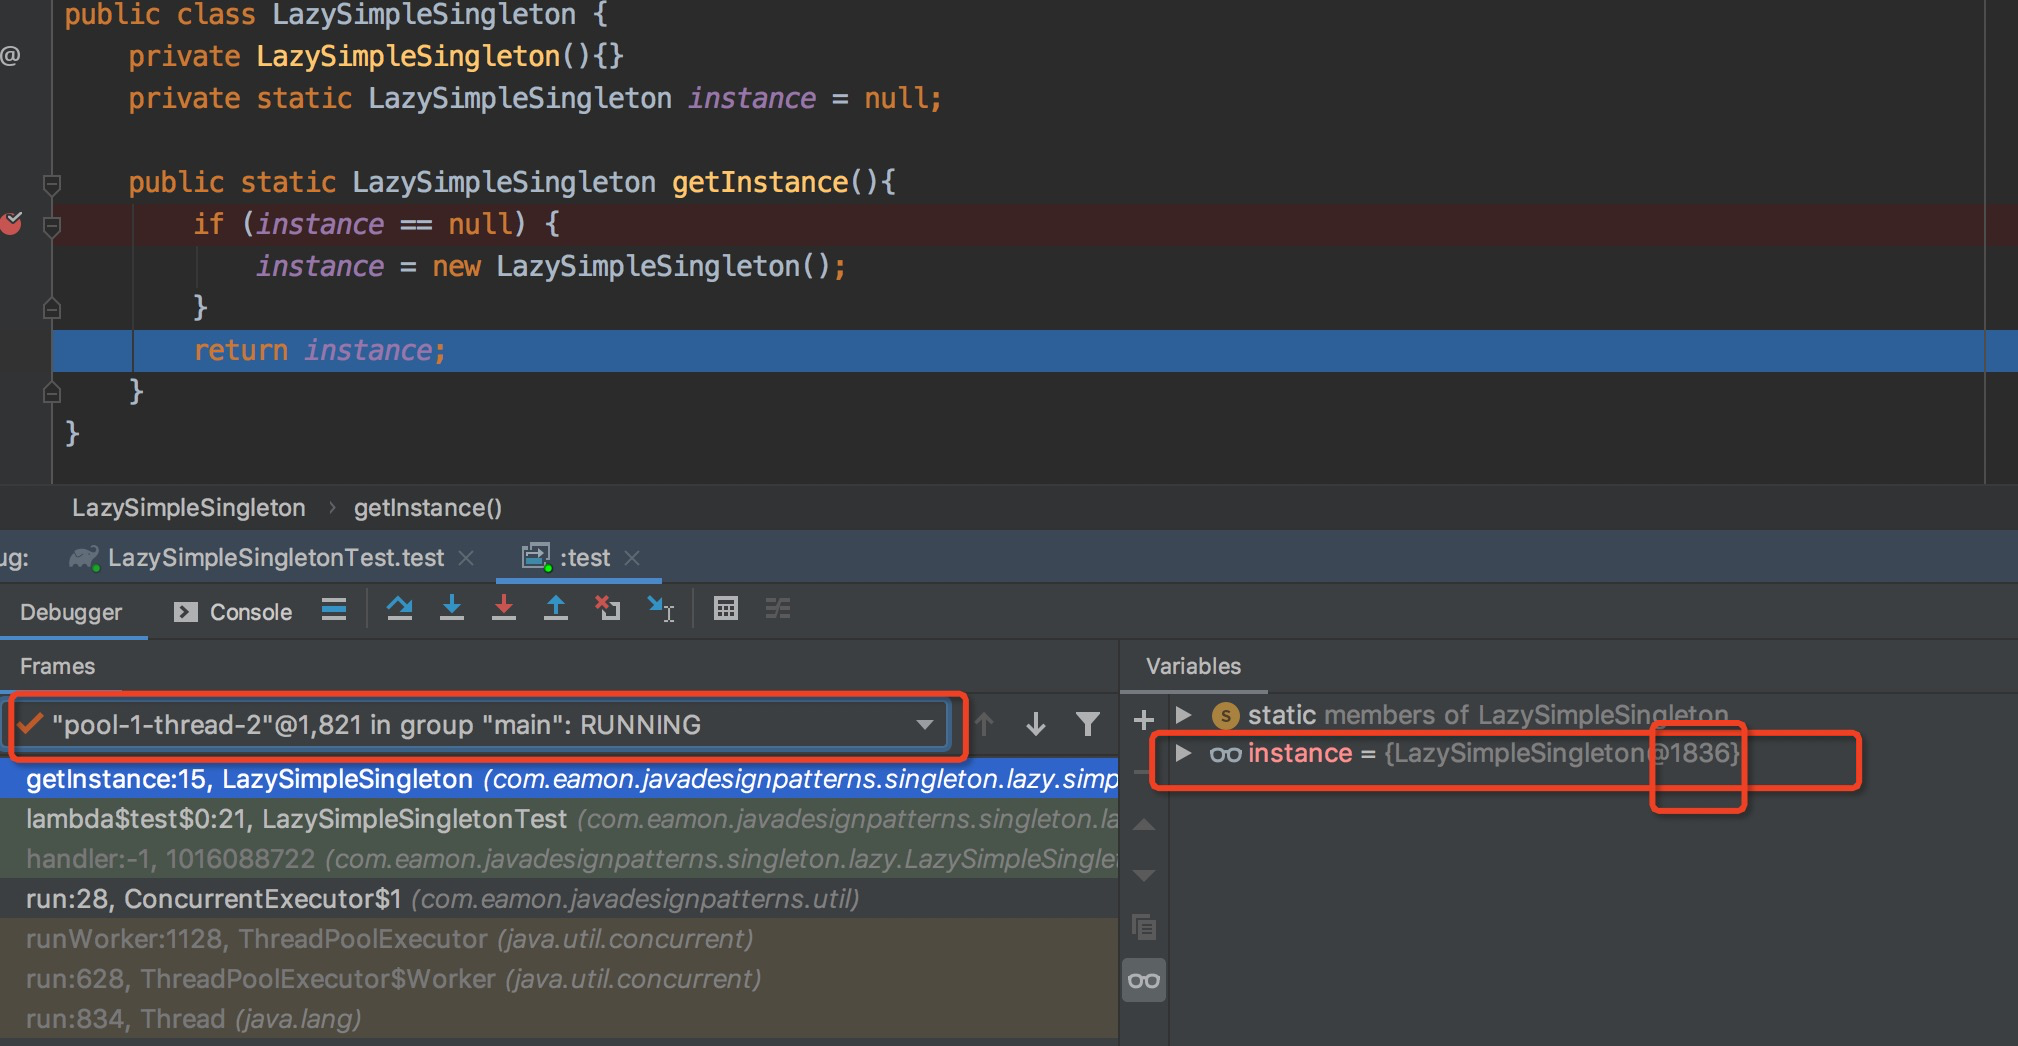 public class LazySimpleSingleton {
private LazySimpleSingleton(){}
private static LazySimpleSingleton instance = null;
public static LazySimpleSingleton getInstance(){
if (instance == null) {
instance = new LazySimpleSingleton();
}
return instance;
}
}
LazySimpleSingleton › getInstance()
ug: LazySimpleSingletonTest.test :test
Debugger Console
Frames
"pool-1-thread-2"@1,821 in group "main": RUNNING
getInstance:15, LazySimpleSingleton (com.eamon.javadesignpatterns.singleton.lazy.simp
lambda$test$0:21, LazySimpleSingletonTest (com.eamon.javadesignpatterns.singleton.la
handler:-1, 1016088722 (com.eamon.javadesignpatterns.singleton.lazy.LazySimpleSinglet
run:28, ConcurrentExecutor$1 (com.eamon.javadesignpatterns.util)
runWorker:1128, ThreadPoolExecutor (java.util.concurrent)
run:628, ThreadPoolExecutor$Worker (java.util.concurrent)
run:834, Thread (java.lang)
Variables
static members of LazySimpleSingleton
instance = {LazySimpleSingleton@1836}